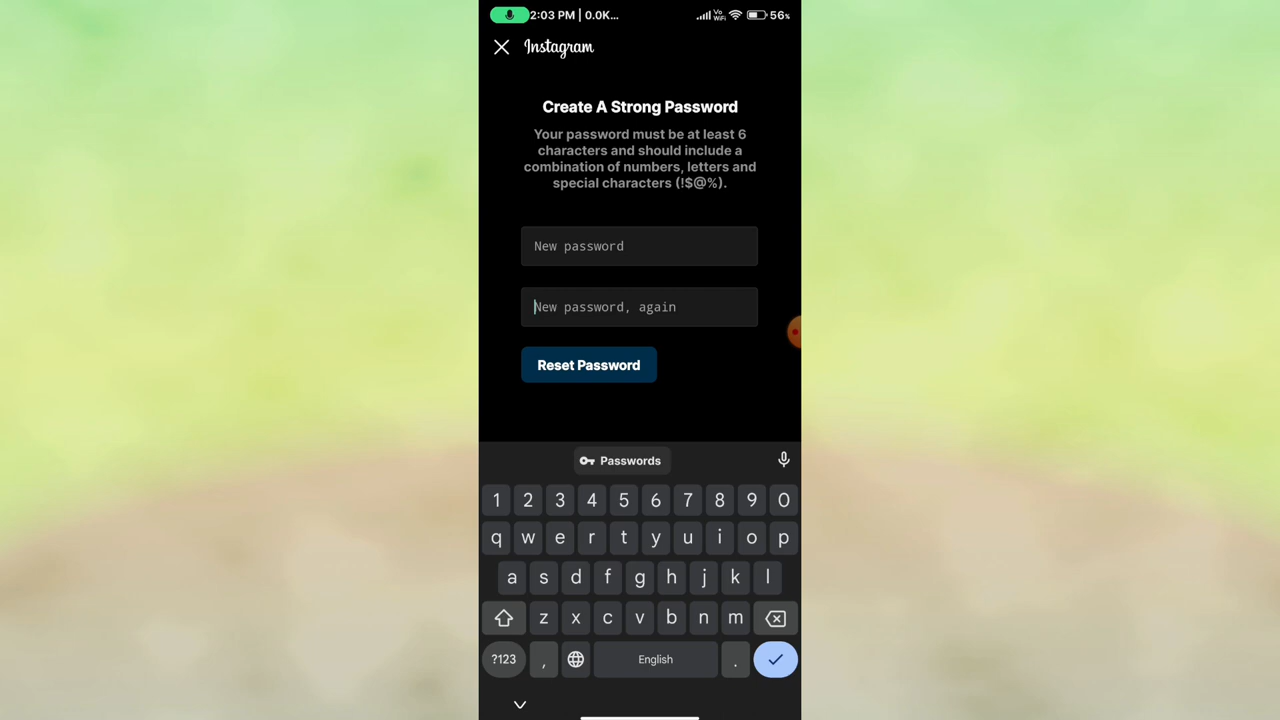 2:03 PM | 0.0K...
Vo
WiFi
56%
Instagram
Create A Strong Password
Your password must be at least 6
characters and should include a
combination of numbers, letters and
special characters (!$@%).
New password
New password, again
Reset Password
Passwords
1 2 3 4 5 6 7 8 9 0
q w e r t y u i o p
a s d f g h j k l
z x c v b n m
?123 , English .